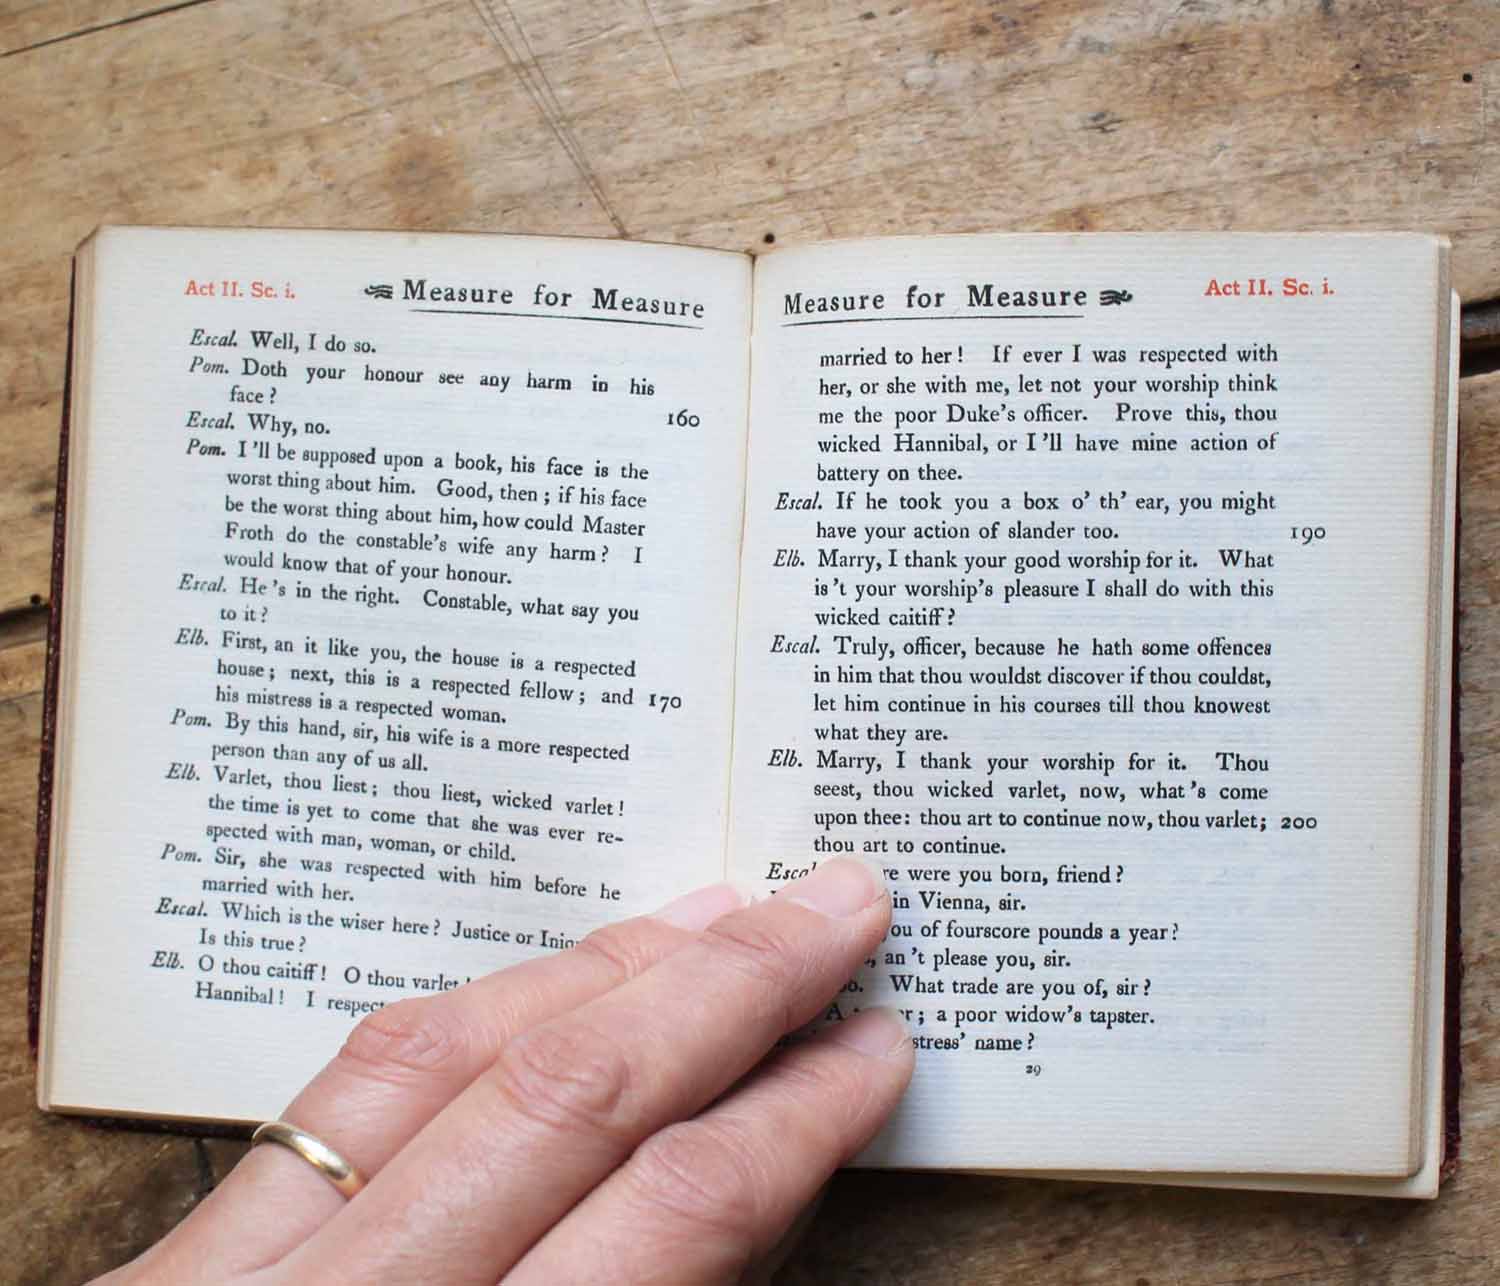 Act II. Sc. i.
Measure for Measure
Escal. Well, I do so.
Pom. Doth your honour see any harm in his
face?
Escal. Why, no. 160
Pom. I'll be supposed upon a book, his face is the
worst thing about him. Good, then; if his face
be the worst thing about him, how could Master
Froth do the constable's wife any harm? I
would know that of your honour.
Escal. He's in the right. Constable, what say you
to it?
Elb. First, an it like you, the house is a respected
house; next, this is a respected fellow; and 170
his mistress is a respected woman.
Pom. By this hand, sir, his wife is a more respected
person than any of us all.
Elb. Varlet, thou liest; thou liest, wicked varlet!
the time is yet to come that she was ever re-
spected with man, woman, or child.
Pom. Sir, she was respected with him before he
married with her.
Escal. Which is the wiser here? Justice or
Is this true?
Elb. O thou caitiff! O thou varlet
Hannibal! I
Measure for Measure
Act II. Sc. i.
married to her! If ever I was respected with
her, or she with me, let not your worship think
me the poor Duke's officer. Prove this, thou
wicked Hannibal, or I'll have mine action of
battery on thee.
Escal. If he took you a box o' th' ear, you might
have your action of slander too. 190
Elb. Marry, I thank your good worship for it. What
is't your worship's pleasure I shall do with this
wicked caitiff?
Escal. Truly, officer, because he hath some offences
in him that thou wouldst discover if thou couldst,
let him continue in his courses till thou knowest
what they are.
Elb. Marry, I thank your worship for it. Thou
seest, thou wicked varlet, now, what's come
upon thee: thou art to continue now, thou varlet; 200
thou art to continue.
were you born, friend?
in Vienna, sir.
of fourscore pounds a year?
an't please you, sir.
What trade are you of, sir?
a poor widow's tapster.
name?
29